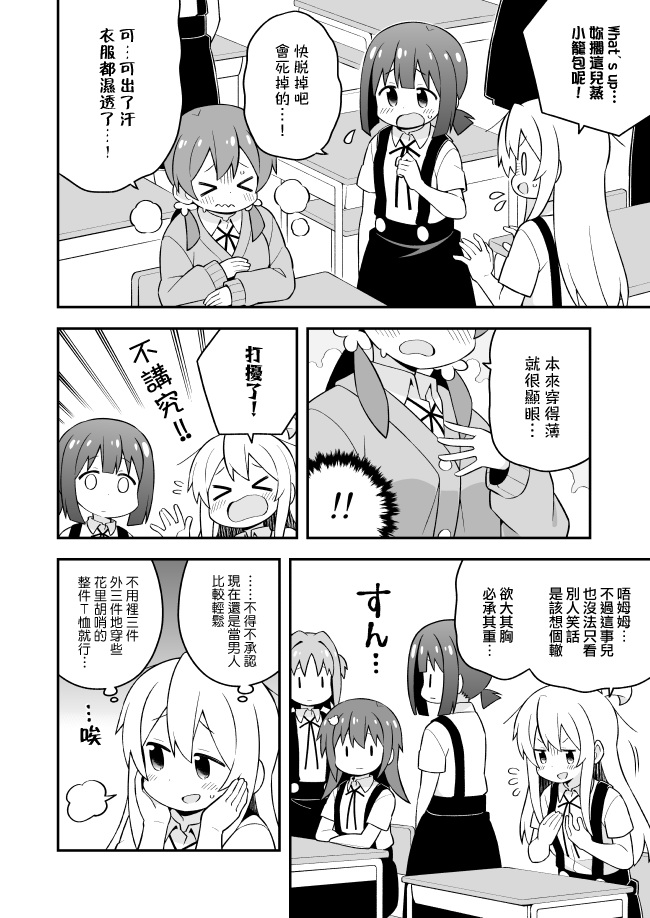 What's up…
妳擱這兒蒸
小籠包呢！
快脫掉吧
會死掉的…！
可…可出了汗
衣服都濕透了…！
本來穿得薄
就很顯眼…
!!
打擾了！
不講究!!
唔姆姆…
不過這事兒
也沒法只看
別人笑話
是該想個轍
欲大其胸
必承其重…
すん…
……不得不承認
現在還是當男人
比較輕鬆
不用裡三件
外三件地穿些
花里胡哨的
整件T恤就行…
…唉